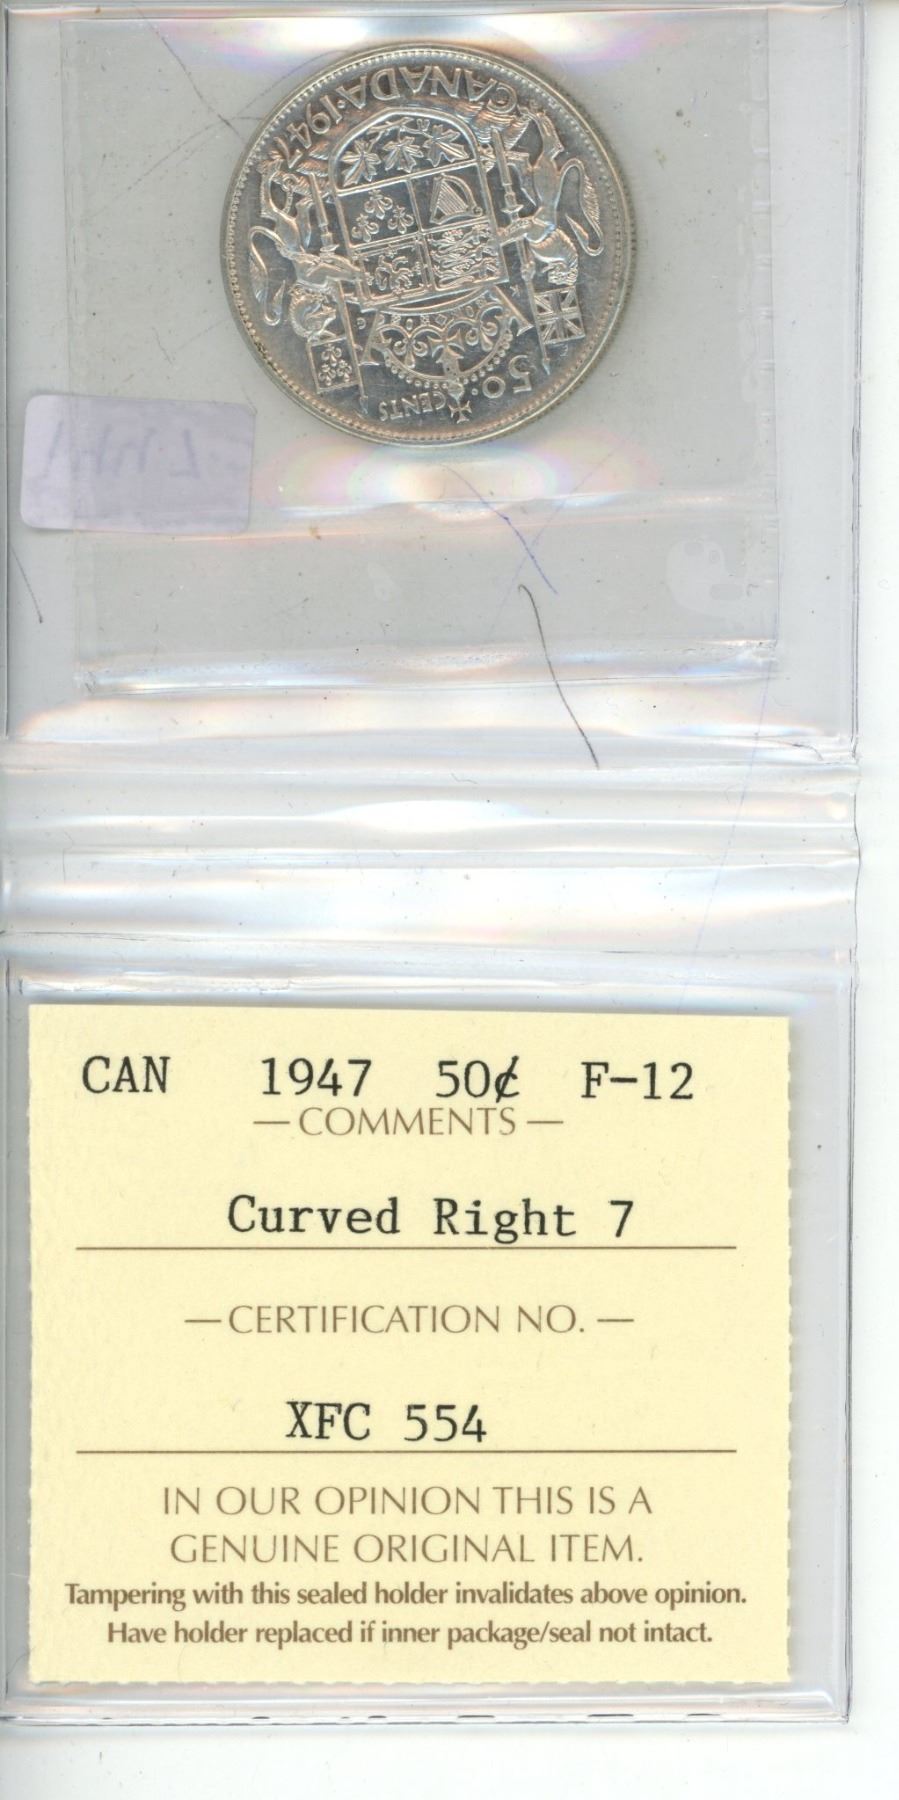 CANADA·1947
50·
CENTS
CAN 1947 50¢ F-12
— COMMENTS —
Curved Right 7
— CERTIFICATION NO. —
XFC 554
IN OUR OPINION THIS IS A
GENUINE ORIGINAL ITEM.
Tampering with this sealed holder invalidates above opinion.
Have holder replaced if inner package/seal not intact.